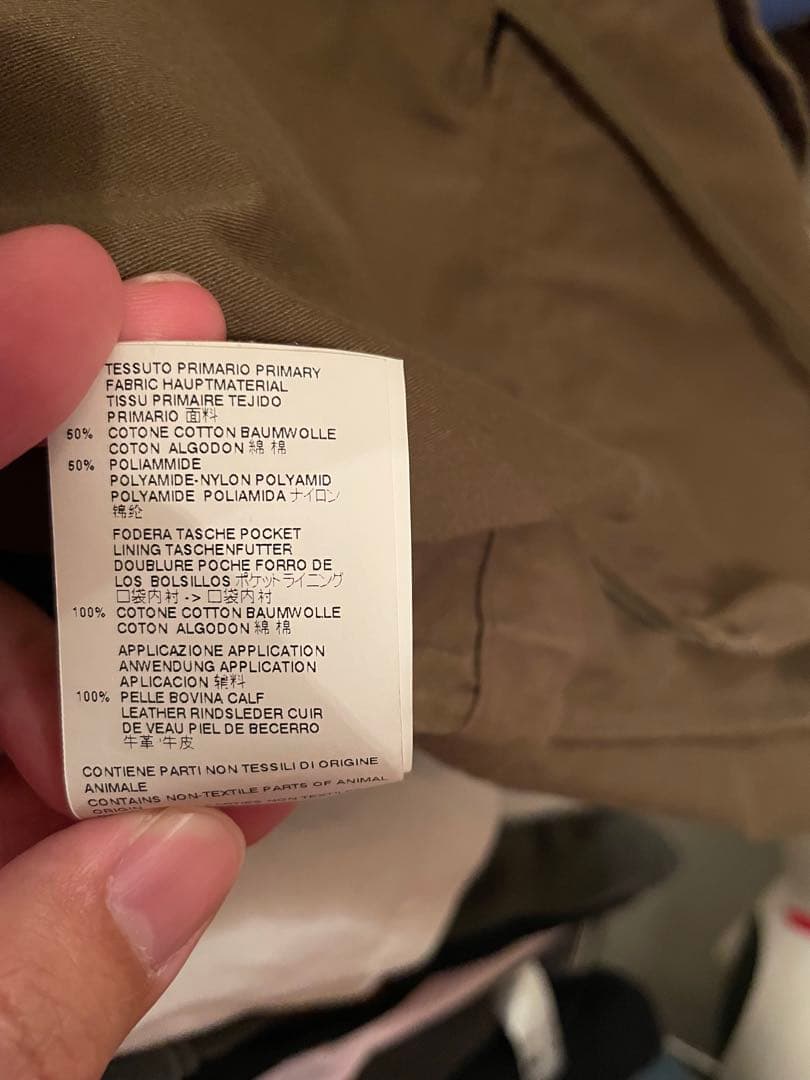 TESSUTO PRIMARIO PRIMARY
FABRIC HAUPTMATERIAL
TISSU PRIMAIRE TEJIDO
PRIMARIO 面料
50% COTONE COTTON BAUMWOLLE
COTON ALGODON 綿 棉
50% POLIAMMIDE
POLYAMIDE-NYLON POLYAMID
POLYAMIDE POLIAMIDA ナイロン
锦纶
FODERA TASCHE POCKET
LINING TASCHENFUTTER
DOUBLURE POCHE FORRO DE
LOS BOLSILLOS ポケットライニング
口袋内衬 -> 口袋内衬
100% COTONE COTTON BAUMWOLLE
COTON ALGODON 綿 棉
APPLICAZIONE APPLICATION
ANWENDUNG APPLICATION
APLICACION 辅料
100% PELLE BOVINA CALF
LEATHER RINDSLEDER CUIR
DE VEAU PIEL DE BECERRO
牛革 牛皮
CONTIENE PARTI NON TESSILI DI ORIGINE
ANIMALE
CONTAINS NON-TEXTILE PARTS OF ANIMAL
ORIGIN